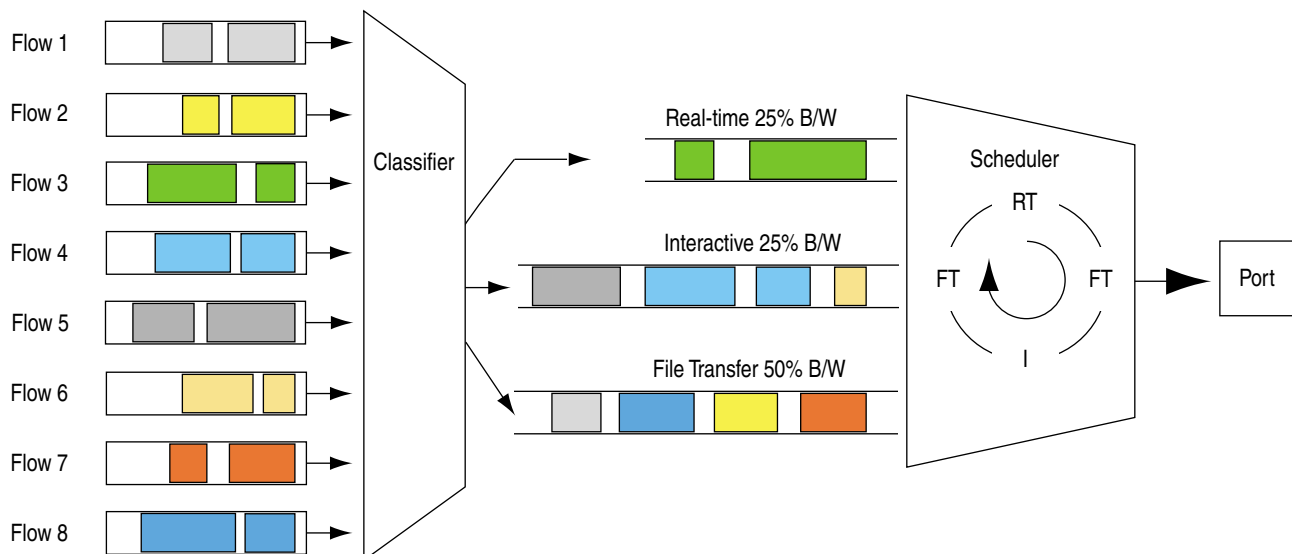 Flow 1
Flow 2
Flow 3
Flow 4
Flow 5
Flow 6
Flow 7
Flow 8
Classifier
Real-time 25% B/W
Interactive 25% B/W
File Transfer 50% B/W
Scheduler
RT
FT
FT
I
Port